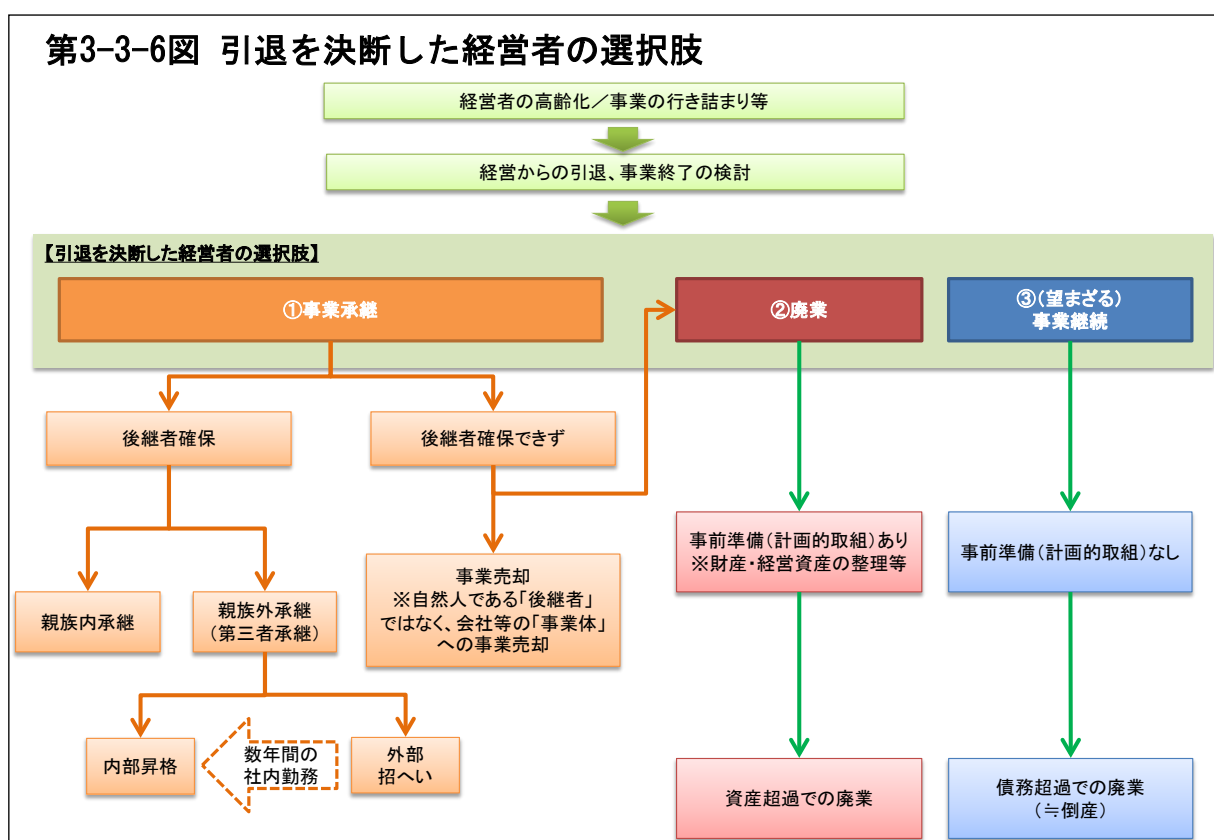 第3-3-6図 引退を決断した経営者の選択肢
経営者の高齢化／事業の行き詰まり等
経営からの引退、事業終了の検討
【引退を決断した経営者の選択肢】
①事業承継
②廃業
③(望まざる)
事業継続
後継者確保
後継者確保できず
親族内承継
親族外承継
(第三者承継)
事業売却
※自然人である「後継者」
ではなく、会社等の「事業体」
への事業売却
事前準備(計画的取組)あり
※財産・経営資産の整理等
事前準備(計画的取組)なし
内部昇格
数年間の
社内勤務
外部
招へい
資産超過での廃業
債務超過での廃業
(≒倒産)